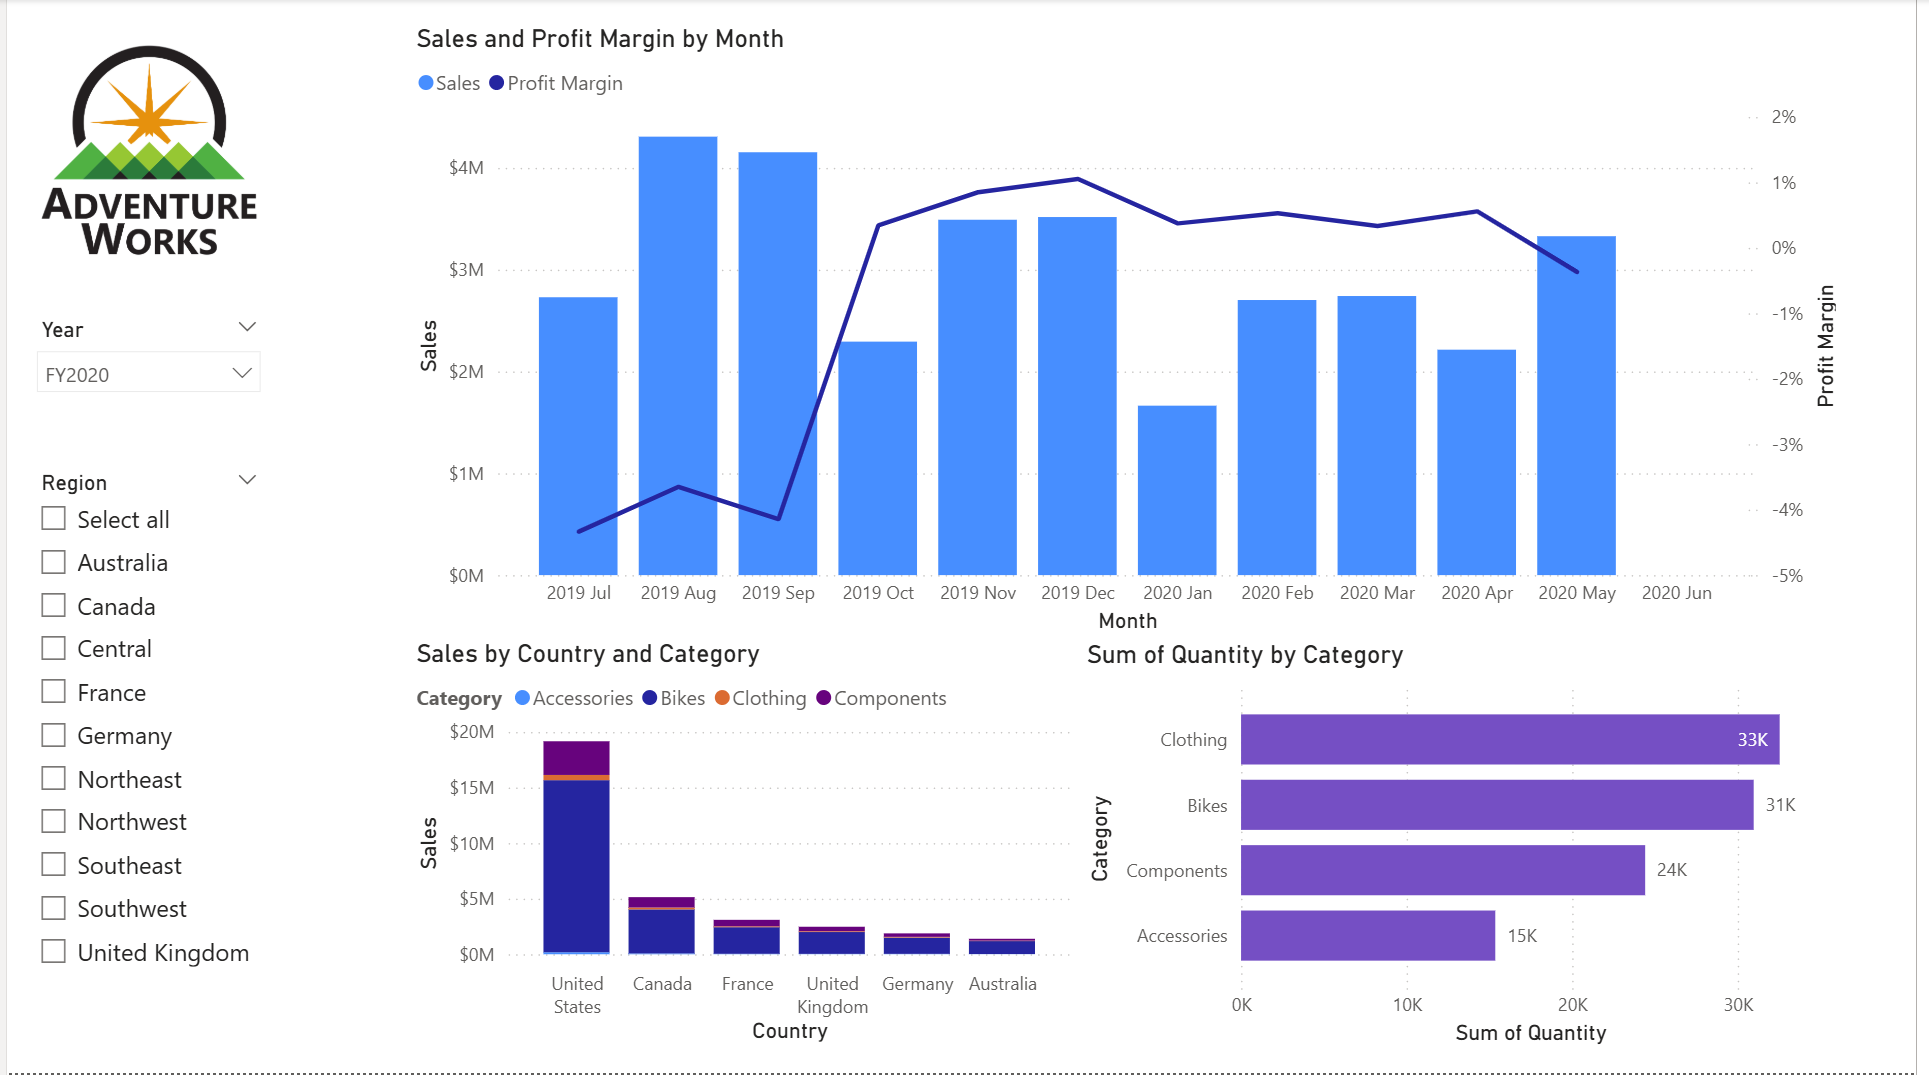 ADVENTURE
WORKS
Year
FY2020
Region
Select all
Australia
Canada
Central
France
Germany
Northeast
Northwest
Southeast
Southwest
United Kingdom
Sales and Profit Margin by Month
Sales Profit Margin
Sales
$4M
$3M
$2M
$1M
$0M
2%
1%
0%
-1%
-2%
-3%
-4%
-5%
Profit Margin
2019 Jul 2019 Aug 2019 Sep 2019 Oct 2019 Nov 2019 Dec 2020 Jan 2020 Feb 2020 Mar 2020 Apr 2020 May 2020 Jun
Month
Sales by Country and Category
Category Accessories Bikes Clothing Components
Sales
$20M
$15M
$10M
$5M
$0M
United States Canada France United Kingdom Germany Australia
Country
Sum of Quantity by Category
Category
Clothing 33K
Bikes 31K
Components 24K
Accessories 15K
0K 10K 20K 30K
Sum of Quantity